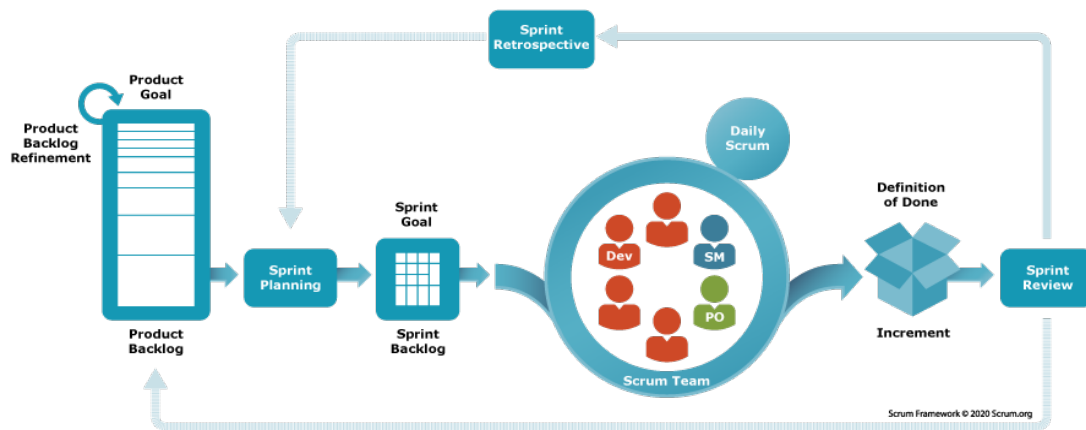 Sprint
Retrospective
Product
Goal
Product
Backlog
Refinement
Daily
Scrum
Definition
of Done
Sprint
Goal
Dev
SM
Sprint
Planning
Sprint
Review
PO
Product
Backlog
Sprint
Backlog
Increment
Scrum Team
Scrum Framework © 2020 Scrum.org